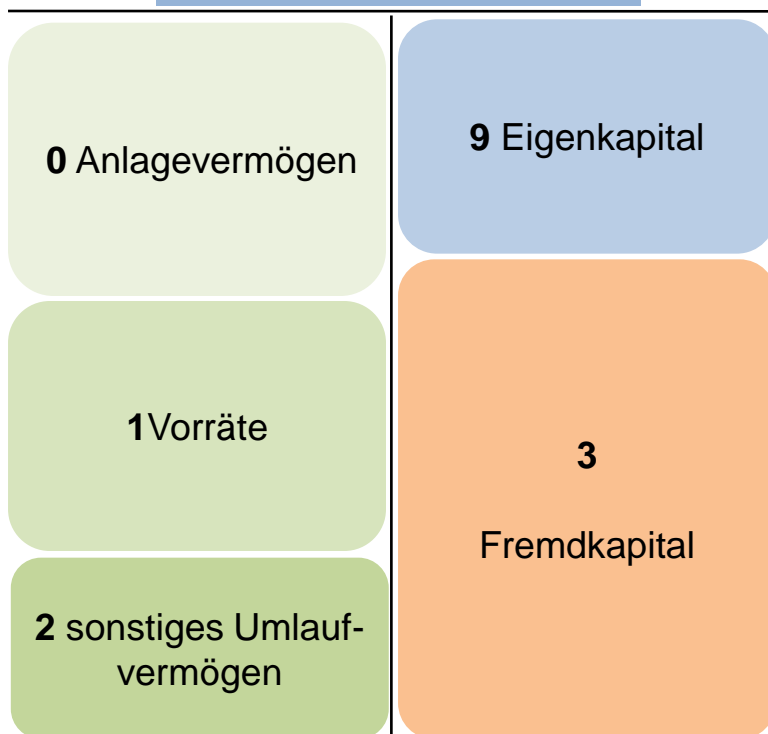 0 Anlagevermögen
1Vorräte
2 sonstiges Umlauf-
vermögen
9 Eigenkapital
3
Fremdkapital